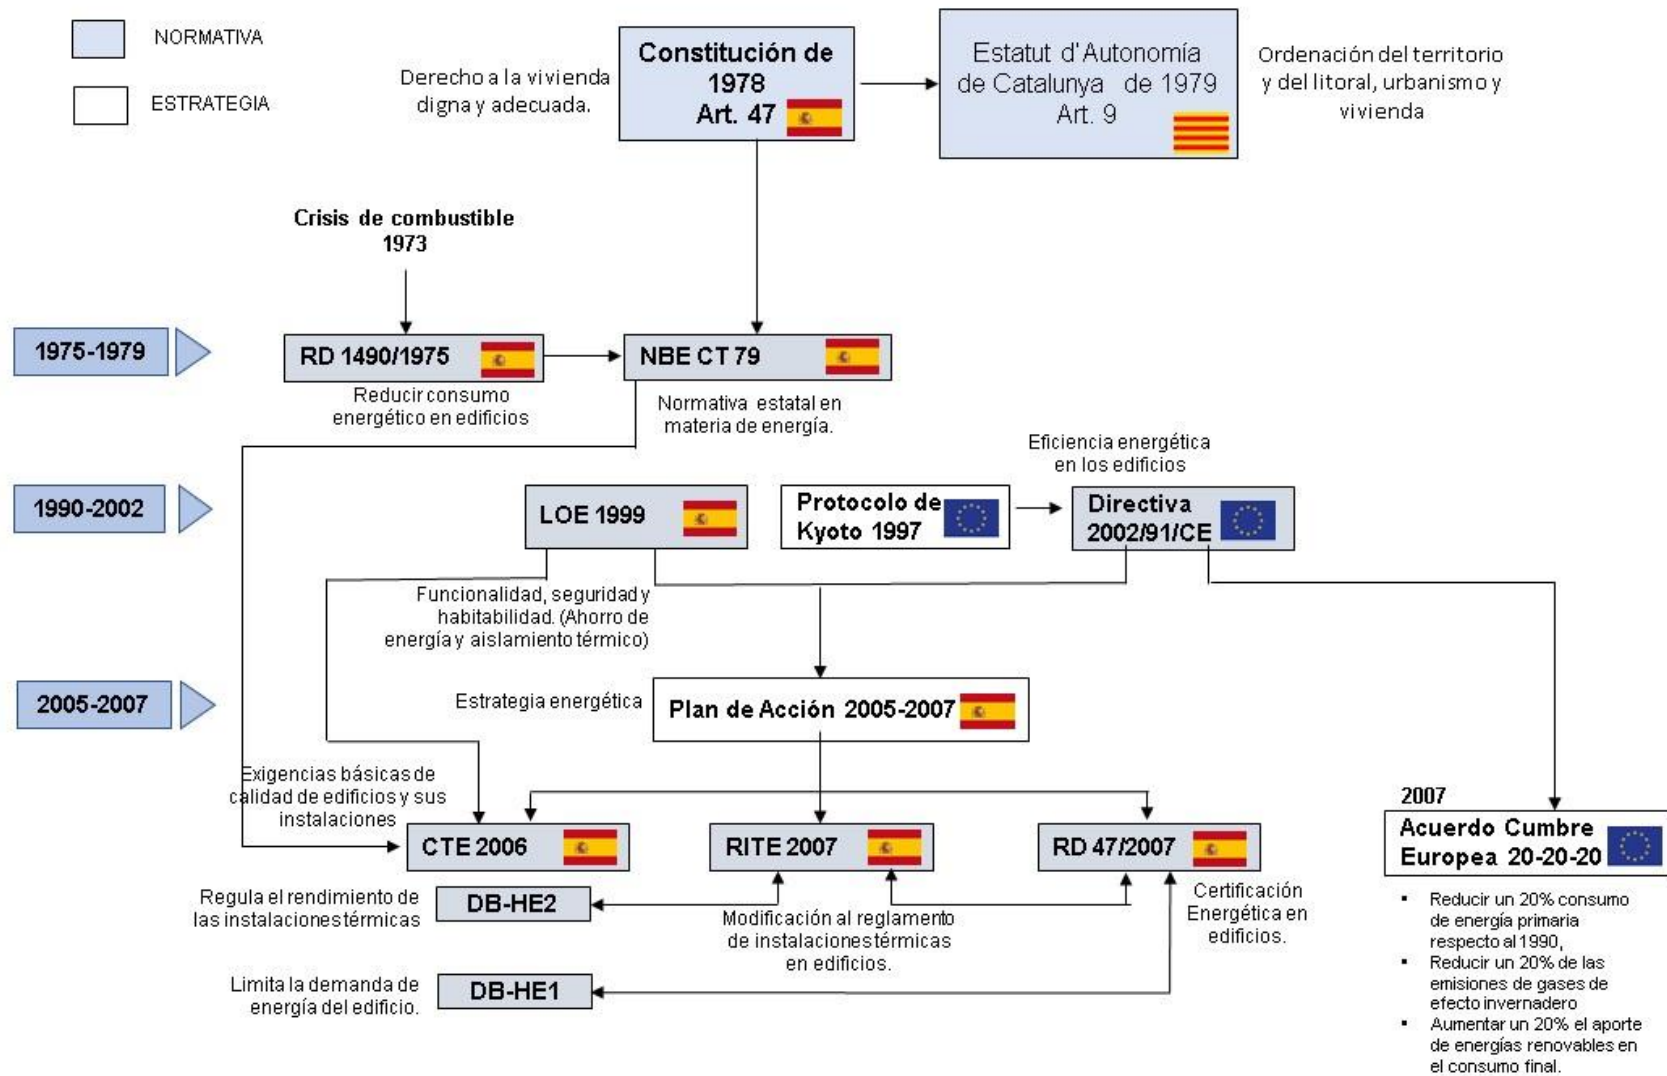 NORMATIVA
ESTRATEGIA
Derecho a la vivienda
digna y adecuada.
Constitución de
1978
Art. 47
Estatut d'Autonomía
de Catalunya de 1979
Art. 9
Ordenación del territorio
y del litoral, urbanismo y
vivienda
Crisis de combustible
1973
1975-1979
RD 1490/1975
NBE CT 79
Reducir consumo
energético en edificios
Normativa estatal en
materia de energía.
Eficiencia energética
en los edificios
1990-2002
LOE 1999
Protocolo de
Kyoto 1997
Directiva
2002/91/CE
Funcionalidad, seguridad y
habitabilidad. (Ahorro de
energía y aislamiento térmico)
2005-2007
Estrategia energética
Plan de Acción 2005-2007
Exigencias básicas de
calidad de edificios y sus
instalaciones
CTE 2006
RITE 2007
RD 47/2007
2007
Acuerdo Cumbre
Europea 20-20-20
Regula el rendimiento de
las instalaciones térmicas
DB-HE2
Modificación al reglamento
de instalaciones térmicas
en edificios.
Certificación
Energética en
edificios.
Limita la demanda de
energía del edificio.
DB-HE1
▪ Reducir un 20% consumo
de energía primaria
respecto al 1990,
▪ Reducir un 20% de las
emisiones de gases de
efecto invernadero
▪ Aumentar un 20% el aporte
de energías renovables en
el consumo final.